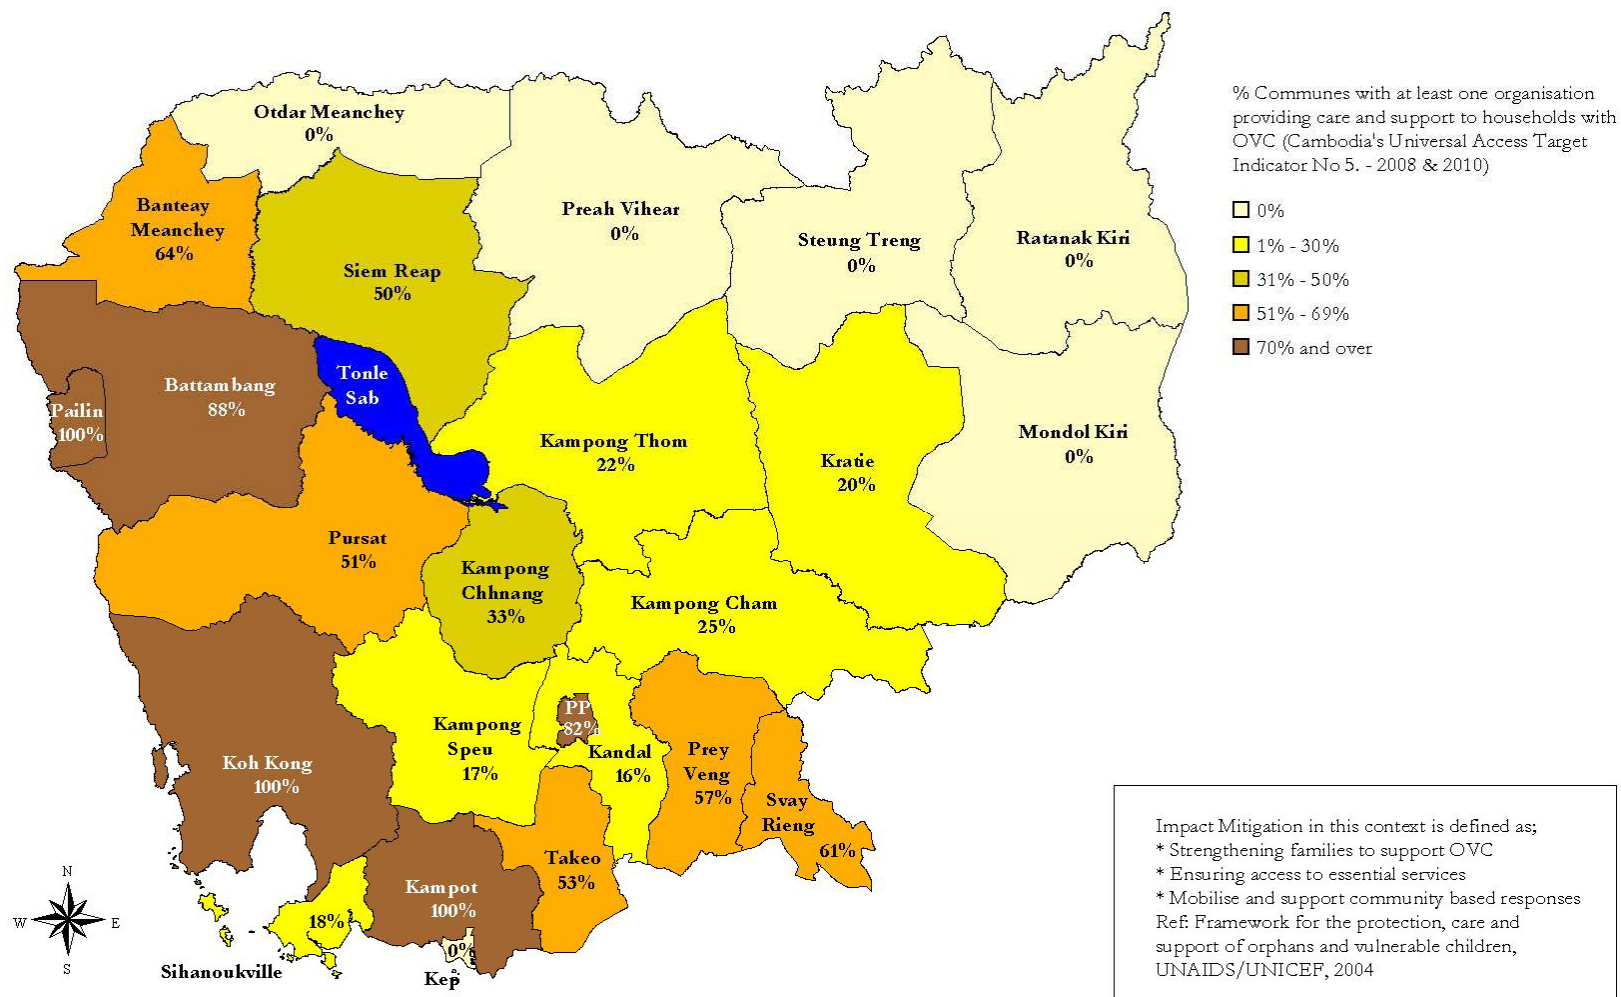 Otdar Meanchey
0%
Banteay
Meanchey
64%
Siem Reap
50%
Preah Vihear
0%
Steung Treng
0%
Ratanak Kiri
0%
% Communes with at least one organisation
providing care and support to households with
OVC (Cambodia's Universal Access Target
Indicator No 5. - 2008 & 2010)
0%
1% - 30%
31% - 50%
51% - 69%
70% and over
Battambang
88%
Pailin
100%
Tonle
Sab
Kampong Thom
22%
Kratie
20%
Mondol Kiri
0%
Pursat
51%
Kampong
Chhnang
33%
Kampong Cham
25%
Koh Kong
100%
Kampong
Speu
17%
PP
82%
Kandal
16%
Prey
Veng
57%
Svay
Rieng
61%
Takeo
53%
Kampot
100%
18%
Sihanoukville
0%
Kep
N
W
E
S
Impact Mitigation in this context is defined as;
* Strengthening families to support OVC
* Ensuring access to essential services
* Mobilise and support community based responses
Ref: Framework for the protection, care and
support of orphans and vulnerable children,
UNAIDS/UNICEF, 2004